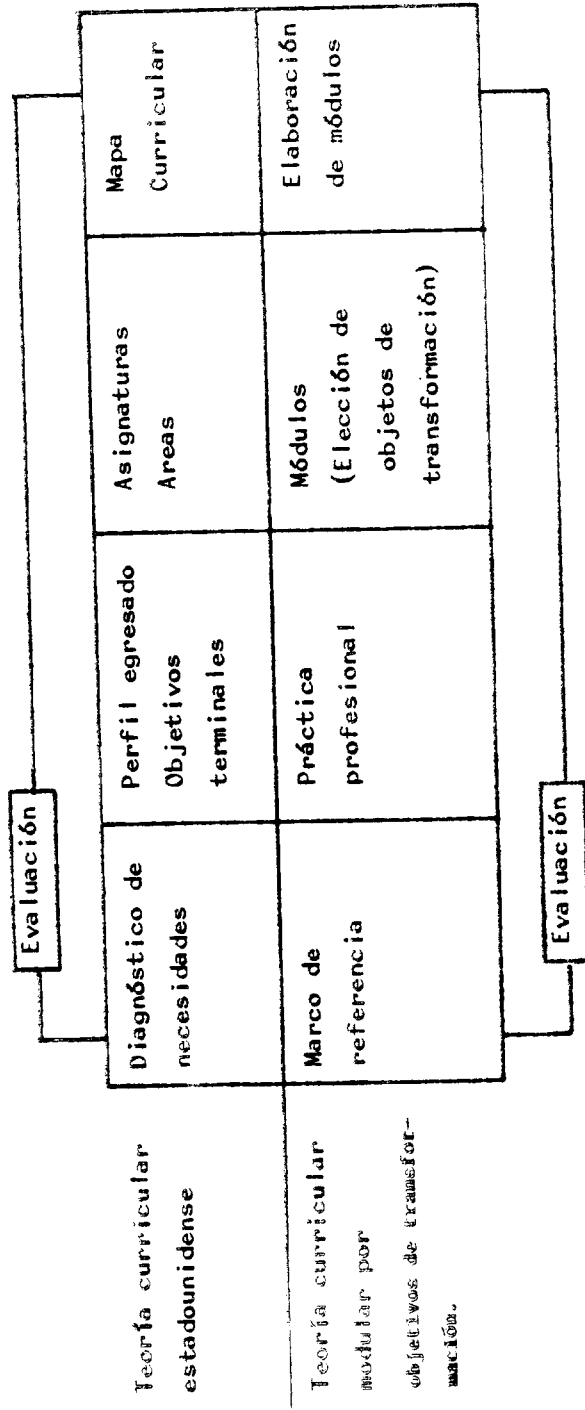 Evaluación
Teoría curricular
estadounidense
Diagnóstico de
necesidades
Perfil egresado
Objetivos
terminales
Asignaturas
Areas
Mapa
Curricular
Teoría curricular
modular por
objetivos de transfor-
mación.
Marco de
referencia
Práctica
profesional
Módulos
(Elección de
objetos de
transformación)
Elaboración
de módulos
Evaluación